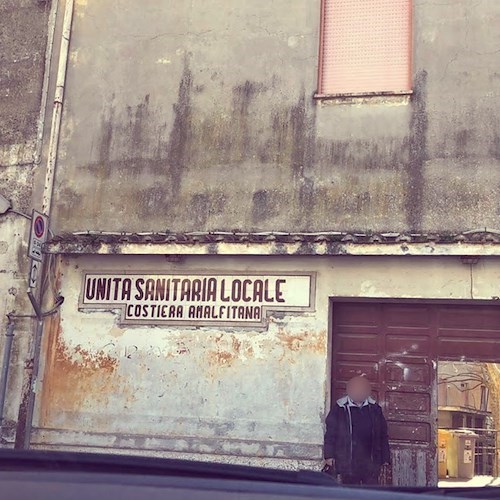 UNITA SANITARIA LOCALE
COSTIERA AMALFITANA